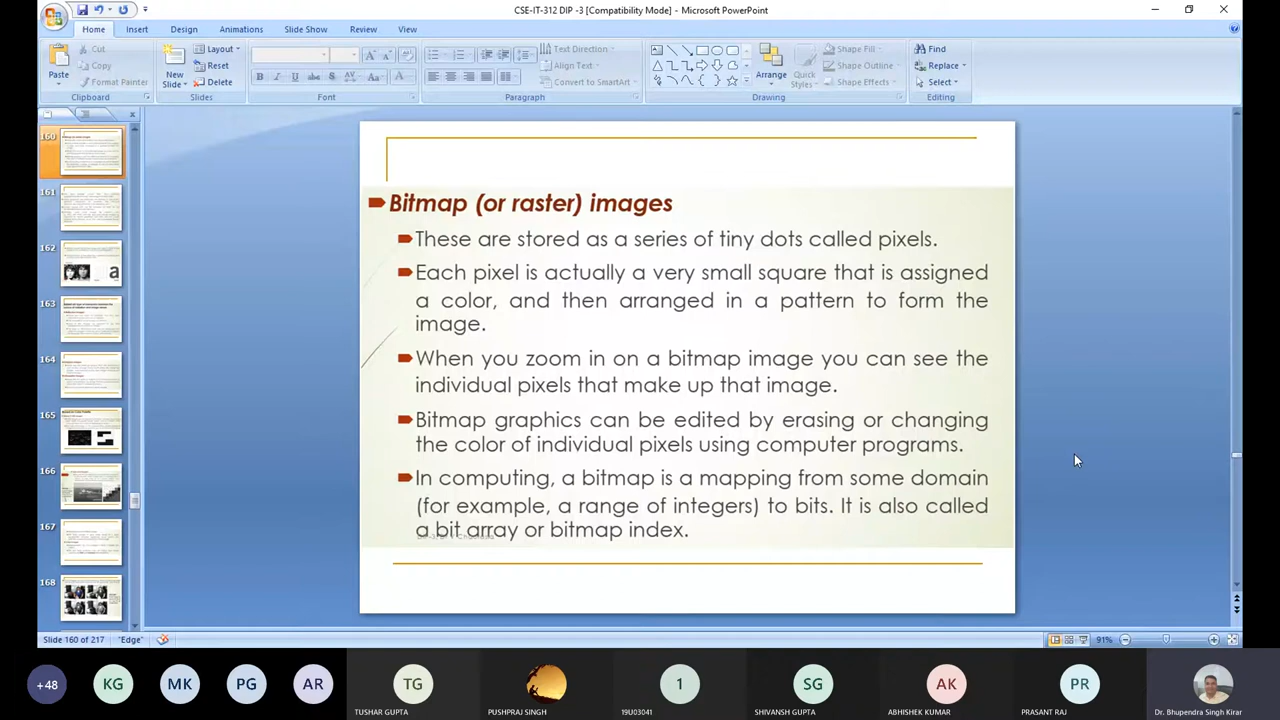 CSE-IT-312 DIP -3 [Compatibility Mode] - Microsoft PowerPoint
Home Insert Design Animations Slide Show Review View
Cut Copy Format Painter Paste Clipboard
New Slide Layout Reset Delete Slides
Font
Text Direction Align Text Convert to SmartArt Paragraph
Arrange Quick Styles Shape Fill Shape Outline Shape Effects Drawing
Find Replace Select Editing
160
161
162
163
164
165
166
167
168
Bitmap (or raster) images
These are stored as a series of tiny dots called pixels.
Each pixel is actually a very small square that is assigned
a color, and then arranged in a pattern to form the
image.
When you zoom in on a bitmap image you can see the
individual pixels that make up that image.
Bitmap graphics can be edited by erasing or changing
the color of individual pixels using computer programs.
In computing, a bitmap is a mapping from some domain
(for example, a range of integers) to bits. It is also called
a bit array or bitmap index.
Slide 160 of 217 "Edge" 91%
+48 KG MK PG AR TG 1 SG AK PR
TUSHAR GUPTA PUSHPRAJ SINGH 19U03041 SHIVANSH GUPTA ABHISHEK KUMAR PRASANT RAJ Dr. Bhupendra Singh Kirar